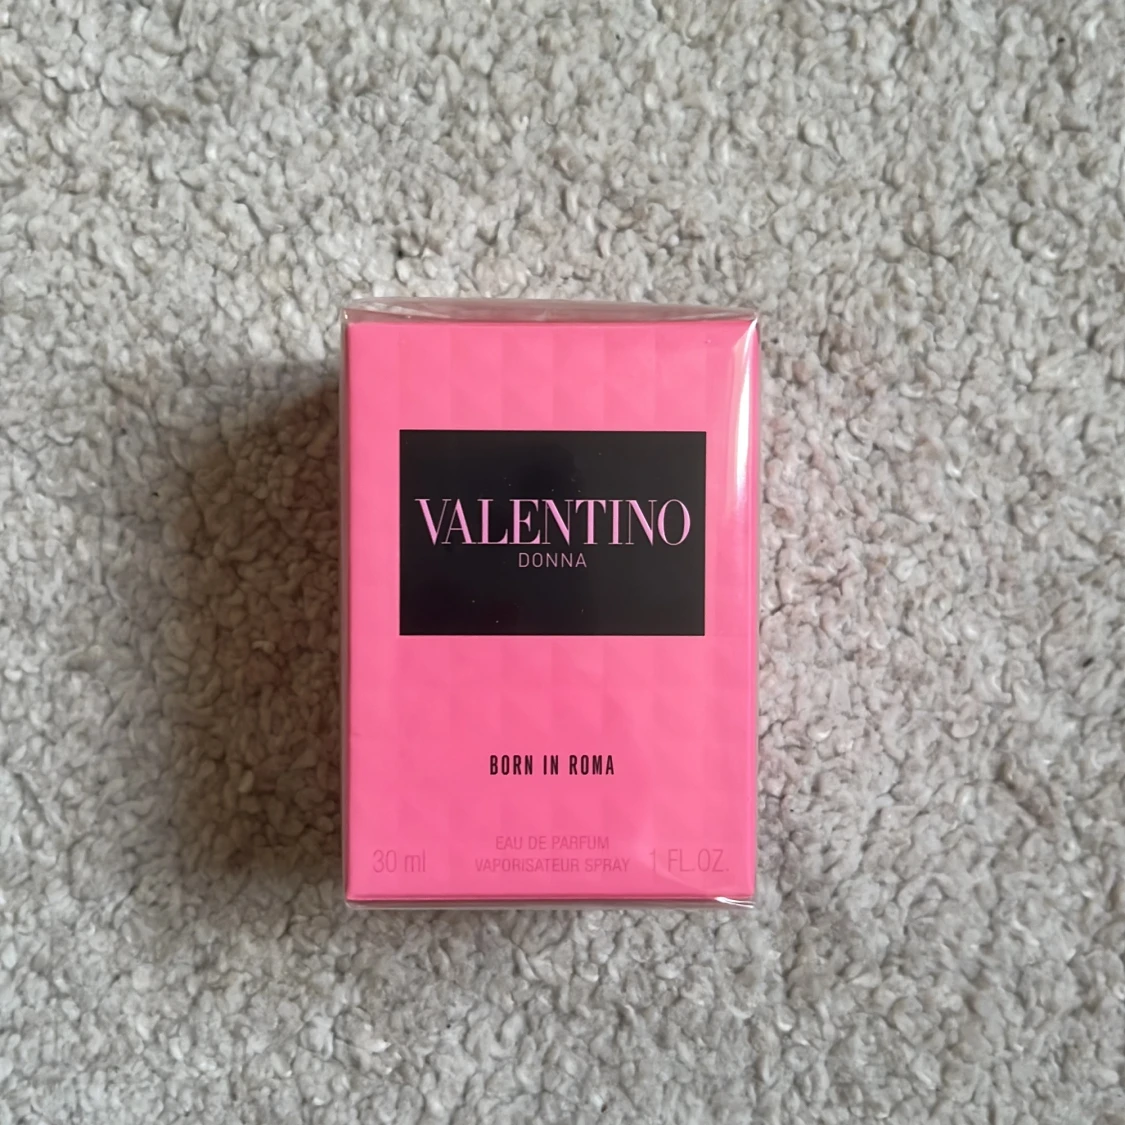 VALENTINO
DONNA
BORN IN ROMA
EAU DE PARFUM
30 ml VAPORISATEUR SPRAY 1 FL.OZ.